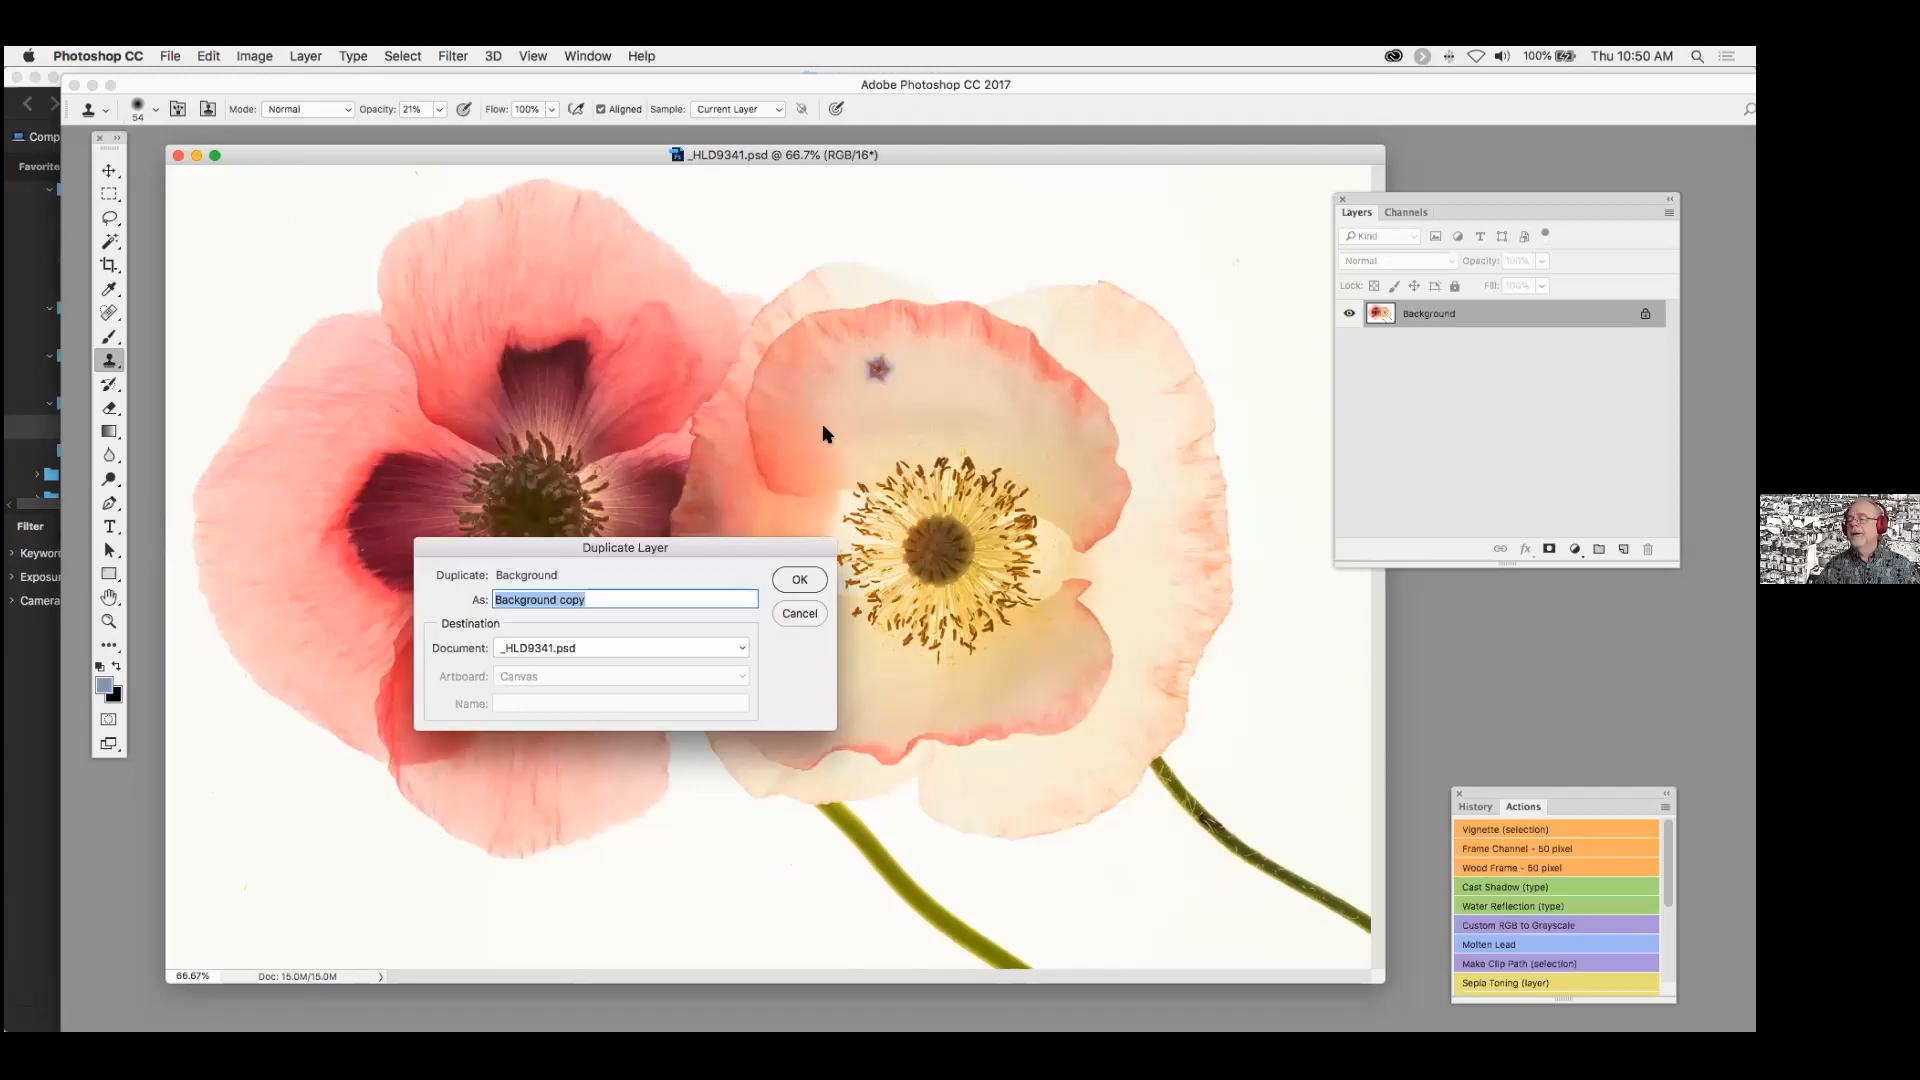 Photoshop CC File Edit Image Layer Type Select Filter 3D View Window Help 100% Thu 10:50 AM
Adobe Photoshop CC 2017
54 Mode: Normal Opacity: 21% Flow: 100% Aligned Sample: Current Layer
Comp
Favorite
_HLD9341.psd @ 66.7% (RGB/16*)
Layers Channels
Kind
Normal Opacity: 100%
Lock: Fill: 100%
Background
Filter
Keyword
Exposu
Camera
Duplicate Layer
Duplicate: Background
As: Background copy
OK
Cancel
Destination
Document: _HLD9341.psd
Artboard: Canvas
Name:
fx
History Actions
Vignette (selection)
Frame Channel - 50 pixel
Wood Frame - 50 pixel
Cast Shadow (type)
Water Reflection (type)
Custom RGB to Grayscale
Molten Lead
Make Clip Path (selection)
Sepia Toning (layer)
66.67% Doc: 15.0M/15.0M